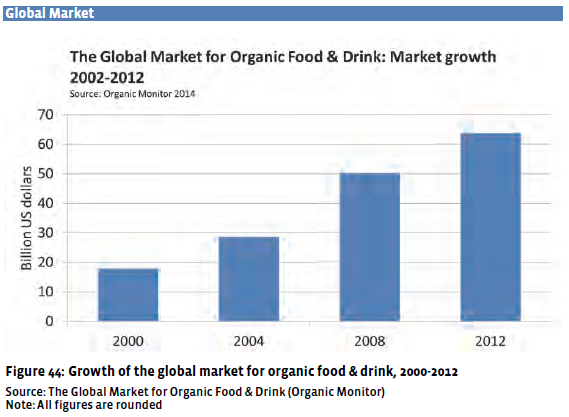 Global Market
The Global Market for Organic Food & Drink: Market growth
2002-2012
Source: Organic Monitor 2014
70
60
50
40
30
20
10
0
Billion US dollars
2000 2004 2008 2012
Figure 44: Growth of the global market for organic food & drink, 2000-2012
Source: The Global Market for Organic Food & Drink (Organic Monitor)
Note: All figures are rounded